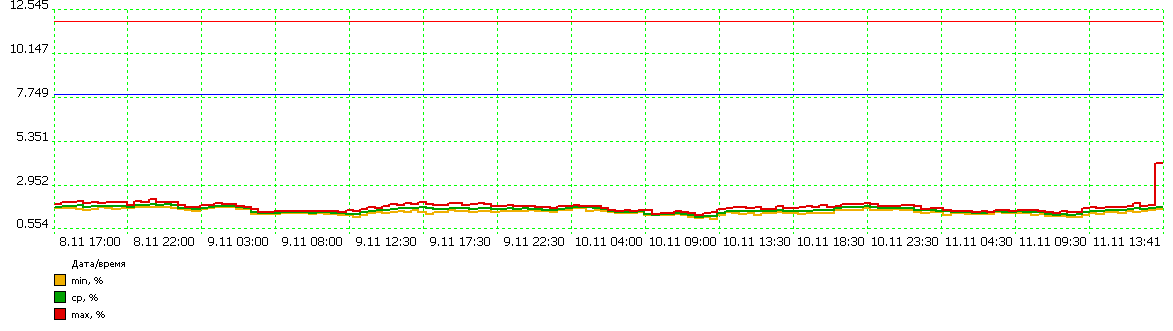 12.545
10.147
7.749
5.351
2.952
0.554
8.11 17:00 8.11 22:00 9.11 03:00 9.11 08:00 9.11 12:30 9.11 17:30 9.11 22:30 10.11 04:00 10.11 09:00 10.11 13:30 10.11 18:30 10.11 23:30 11.11 04:30 11.11 09:30 11.11 13:41
Дата/время
min, %
ср, %
max, %